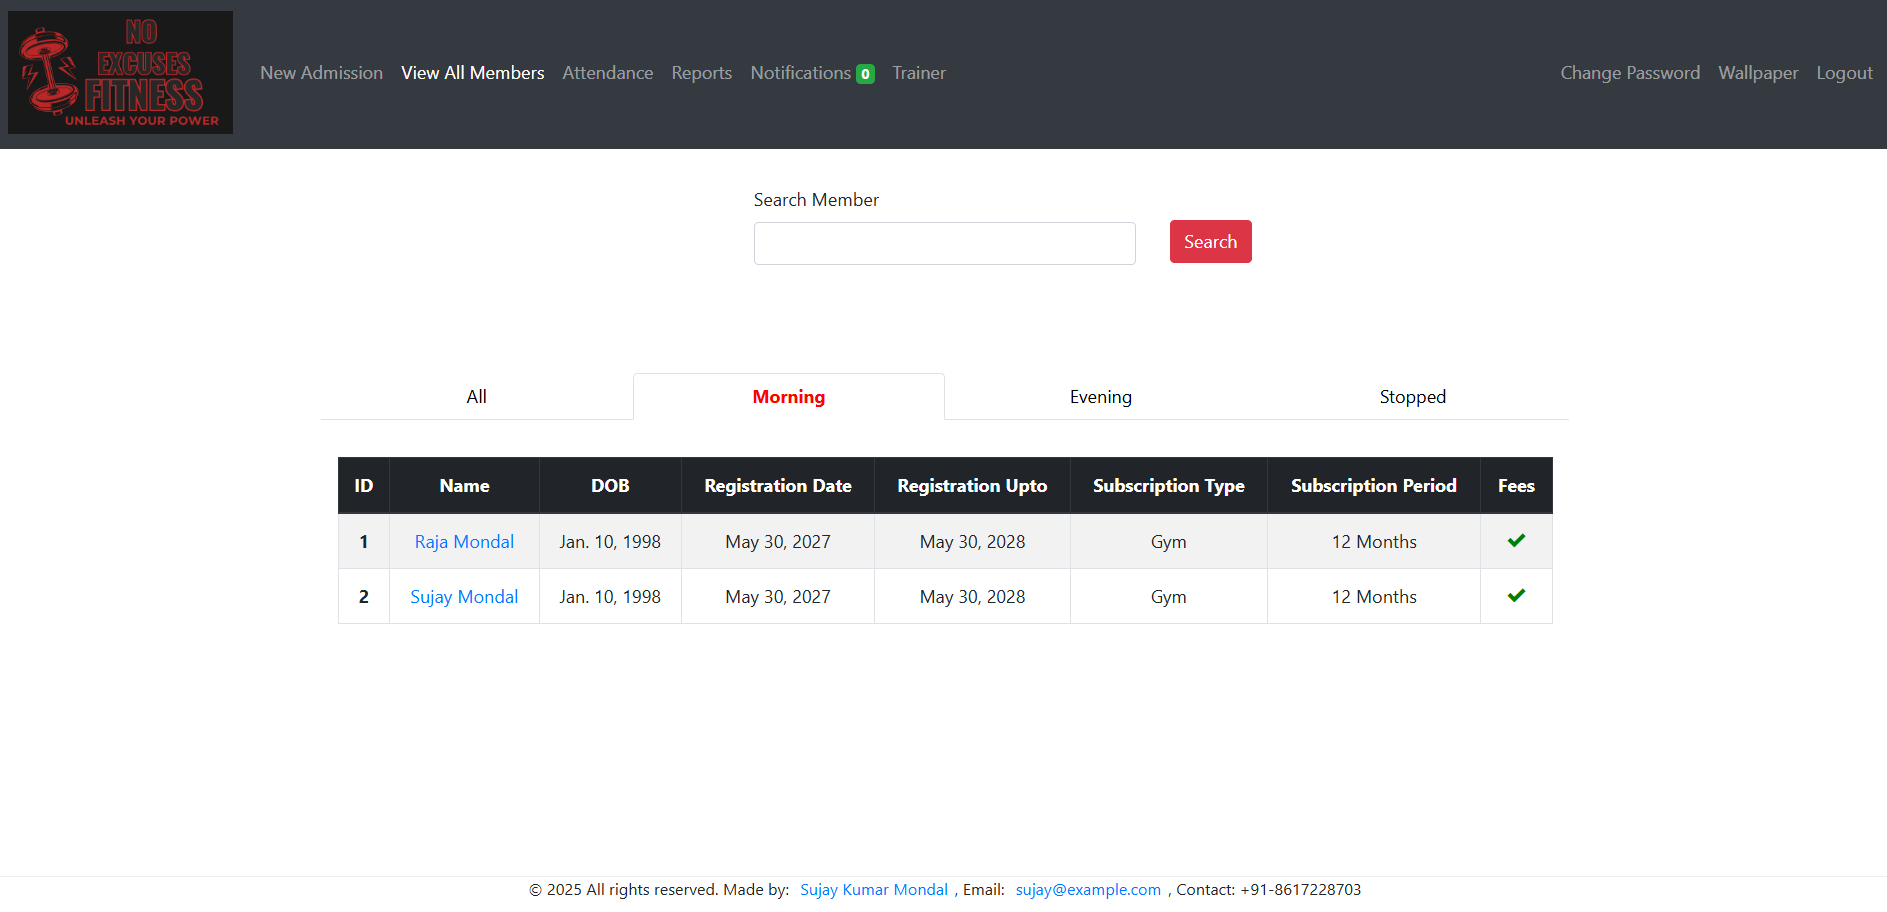 NO
EXCUSES
FITNESS
UNLEASH YOUR POWER
New Admission View All Members Attendance Reports Notifications 0 Trainer Change Password Wallpaper Logout
Search Member
Search
All Morning Evening Stopped
ID Name DOB Registration Date Registration Upto Subscription Type Subscription Period Fees
1 Raja Mondal Jan. 10, 1998 May 30, 2027 May 30, 2028 Gym 12 Months ✔
2 Sujay Mondal Jan. 10, 1998 May 30, 2027 May 30, 2028 Gym 12 Months ✔
© 2025 All rights reserved. Made by: Sujay Kumar Mondal , Email: sujay@example.com , Contact: +91-8617228703